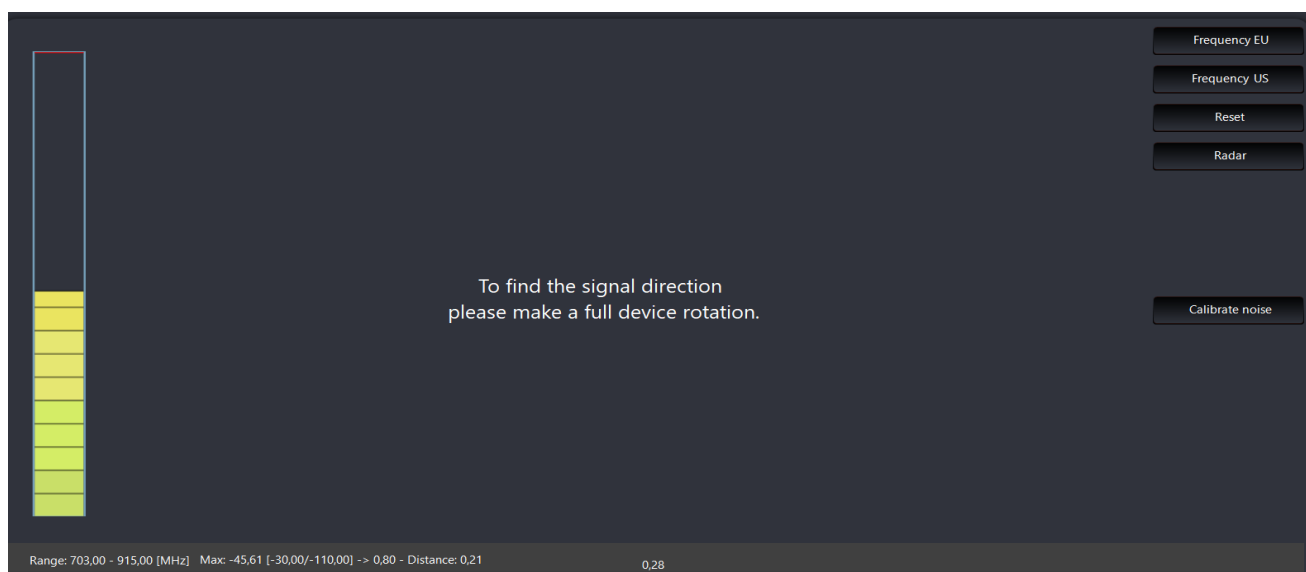 Frequency EU
Frequency US
Reset
Radar
To find the signal direction
please make a full device rotation.
Calibrate noise
Range: 703,00 - 915,00 [MHz] Max: -45,61 [-30,00/-110,00] -> 0,80 - Distance: 0,21
0,28